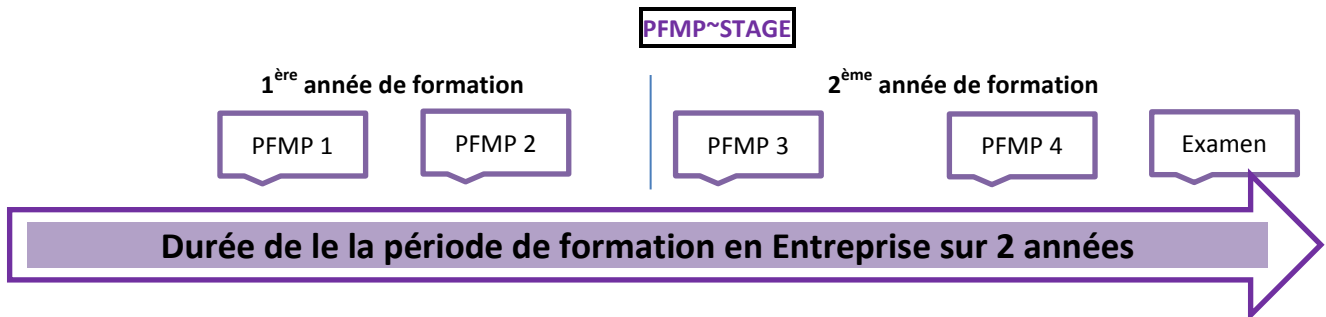 PFMP~STAGE
1ère année de formation
2ème année de formation
PFMP 1
PFMP 2
PFMP 3
PFMP 4
Examen
Durée de le la période de formation en Entreprise sur 2 années